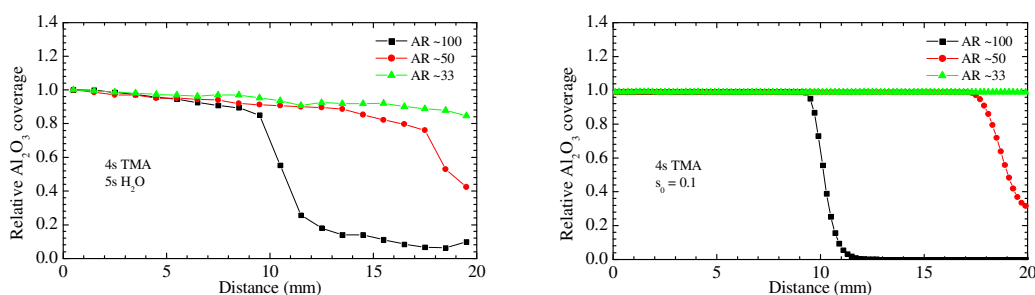 1.4
1.2
1.0
0.8
0.6
0.4
0.2
0.0
Relative Al₂O₃ coverage
AR ~100
AR ~50
AR ~33
4s TMA
5s H₂O
0 5 10 15 20
Distance (mm)
1.4
1.2
1.0
0.8
0.6
0.4
0.2
0.0
Relative Al₂O₃ coverage
AR ~100
AR ~50
AR ~33
4s TMA
s₀ = 0.1
0 5 10 15 20
Distance (mm)